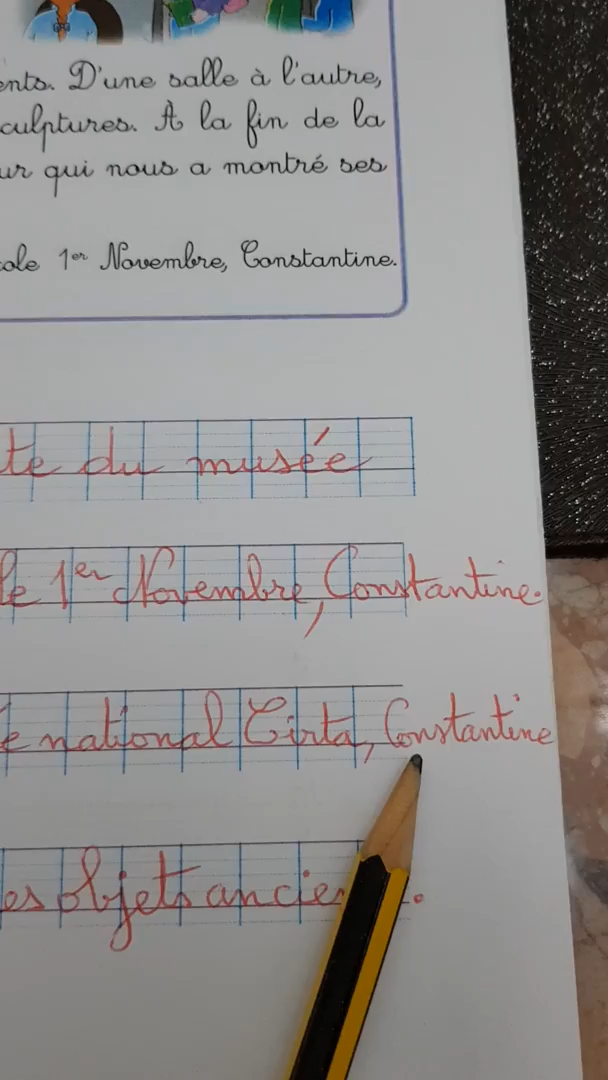 ents. D'une salle à l'autre,
culptures. À la fin de la
ur qui nous a montré ses
cole 1er Novembre, Constantine.
te du musée
le 1er Novembre, Constantine.
e national Cirta, Constantine
es objets ancie .